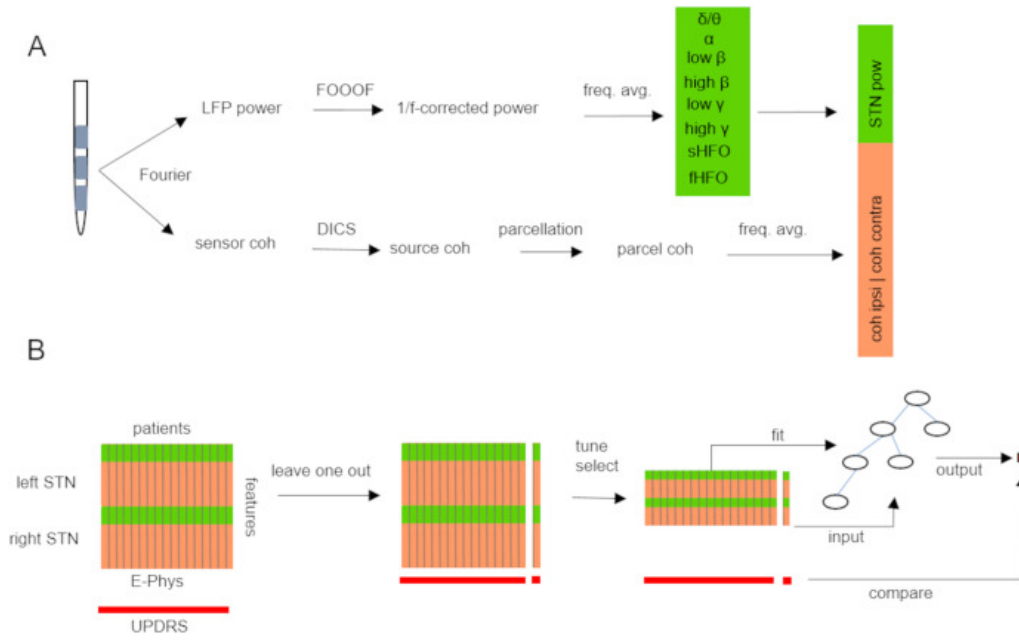 A
LFP power
FOOOF
1/f-corrected power
freq. avg.
δ/θ
α
low β
high β
low γ
high γ
sHFO
fHFO
STN pow
Fourier
sensor coh
DICS
source coh
parcellation
parcel coh
freq. avg.
coh ipsi | coh contra
B
patients
left STN
right STN
features
E-Phys
UPDRS
leave one out
tune
select
fit
input
output
compare